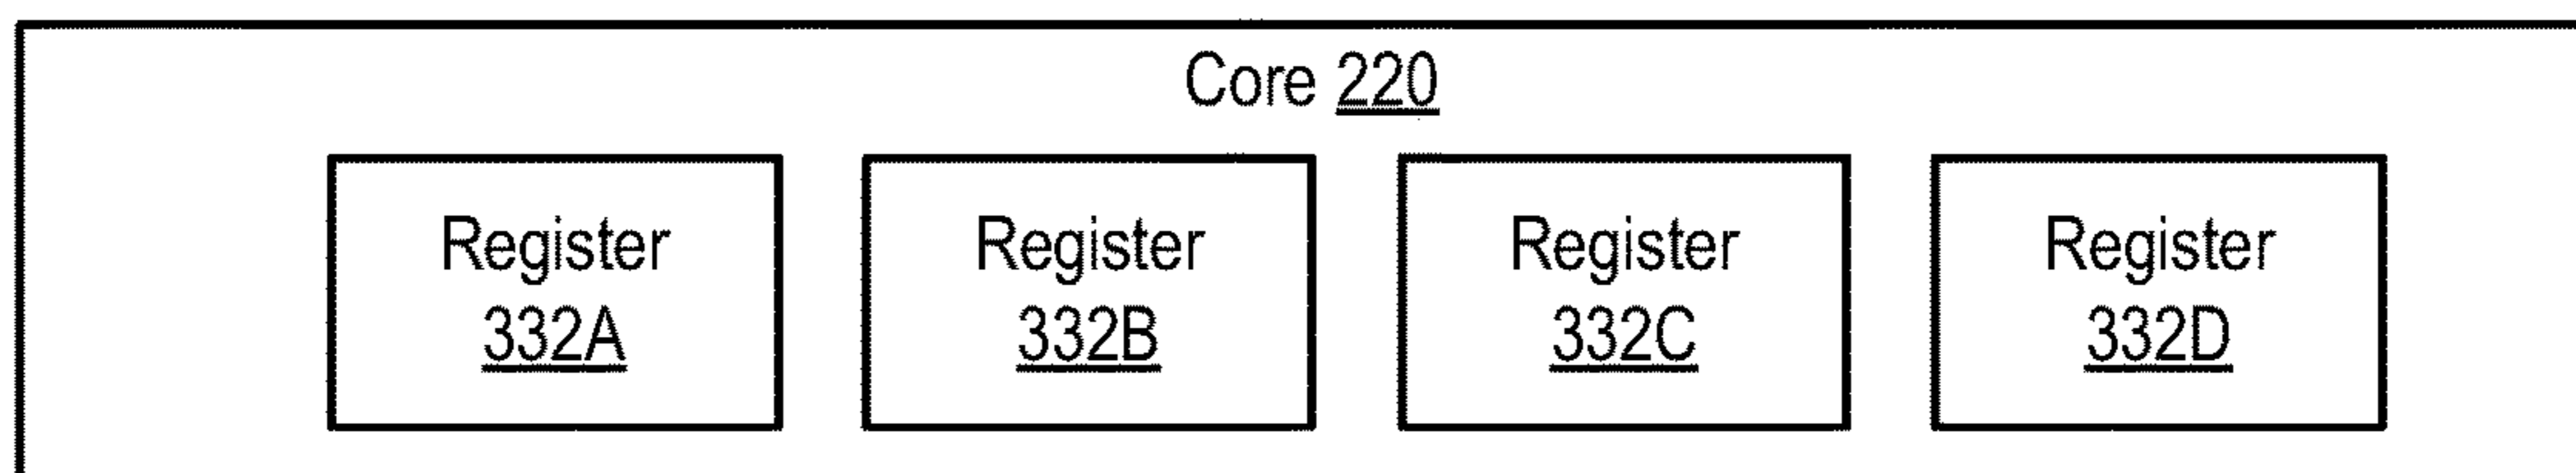 Core 220
Register
332A
Register
332B
Register
332C
Register
332D